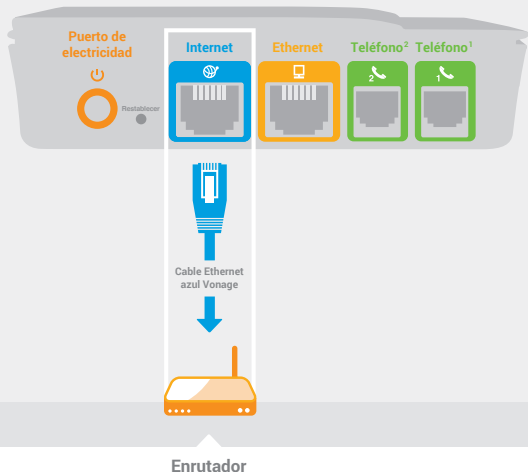 Puerto de
electricidad
Internet
Ethernet
Teléfono²
Teléfono¹
Restablecer
2
1
Cable Ethernet
azul Vonage
Enrutador